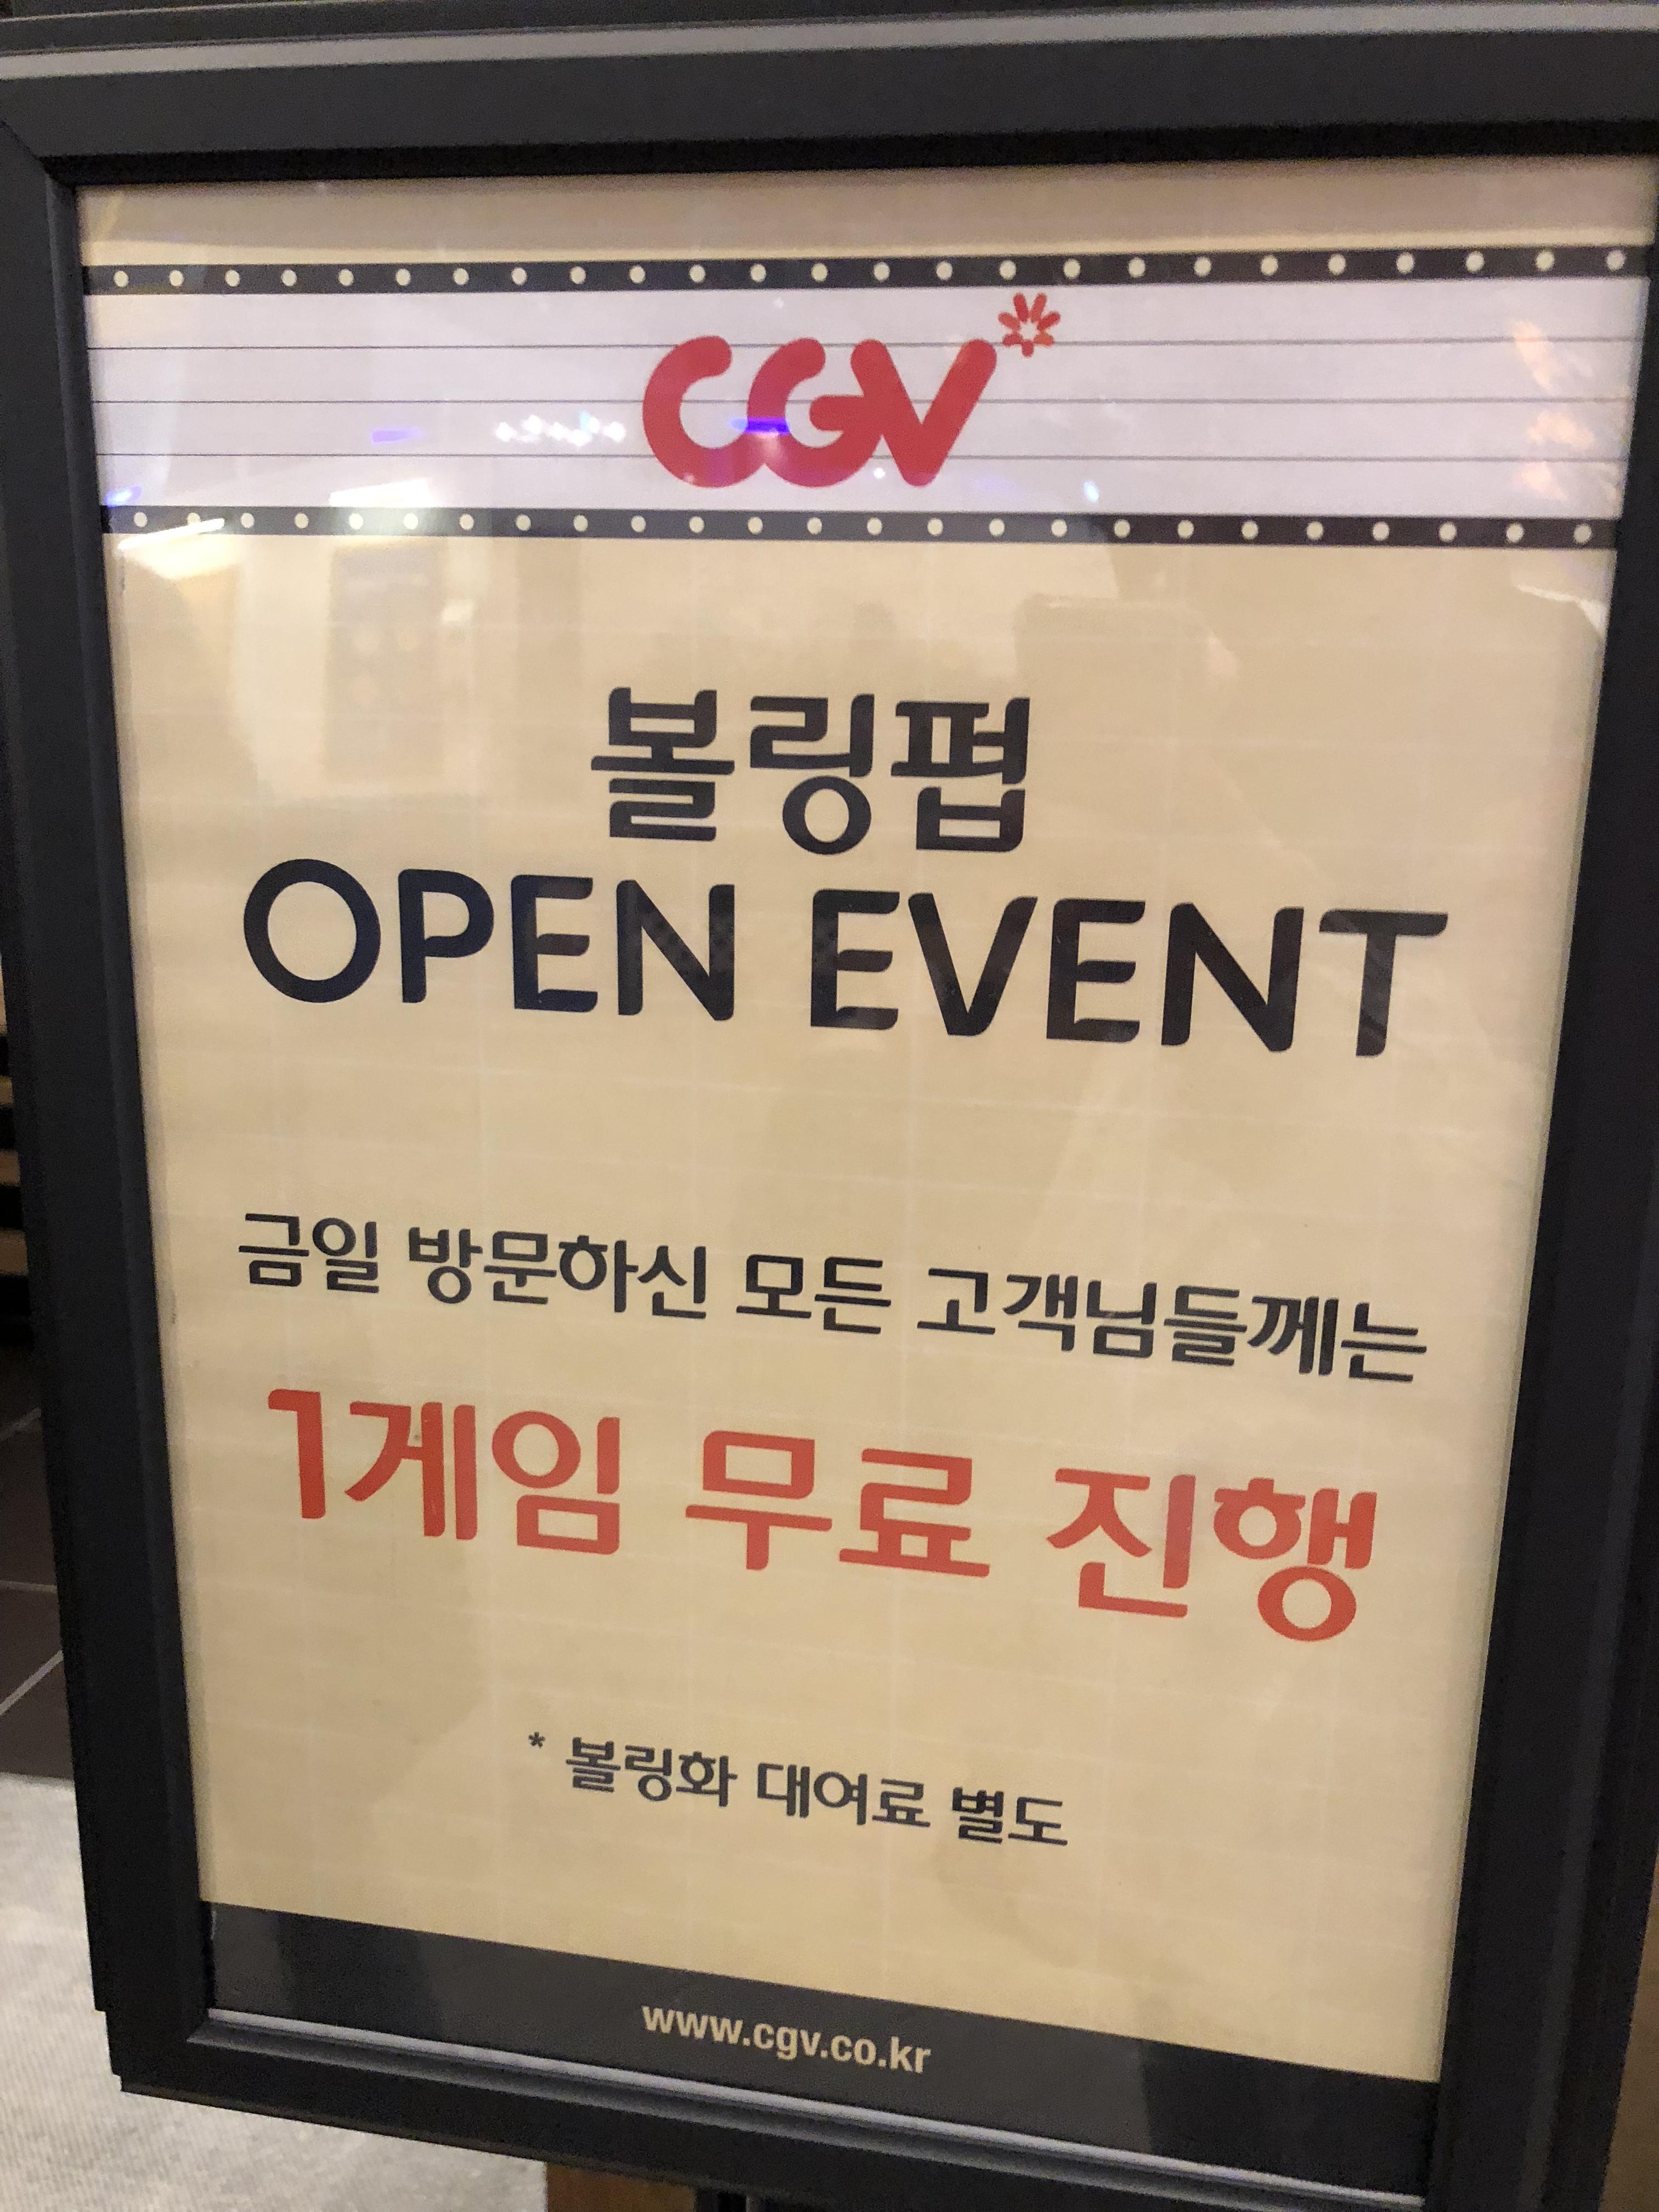 CGV
볼링펍
OPEN EVENT
금일 방문하신 모든 고객님들께는
1게임 무료 진행
* 볼링화 대여료 별도
www.cgv.co.kr